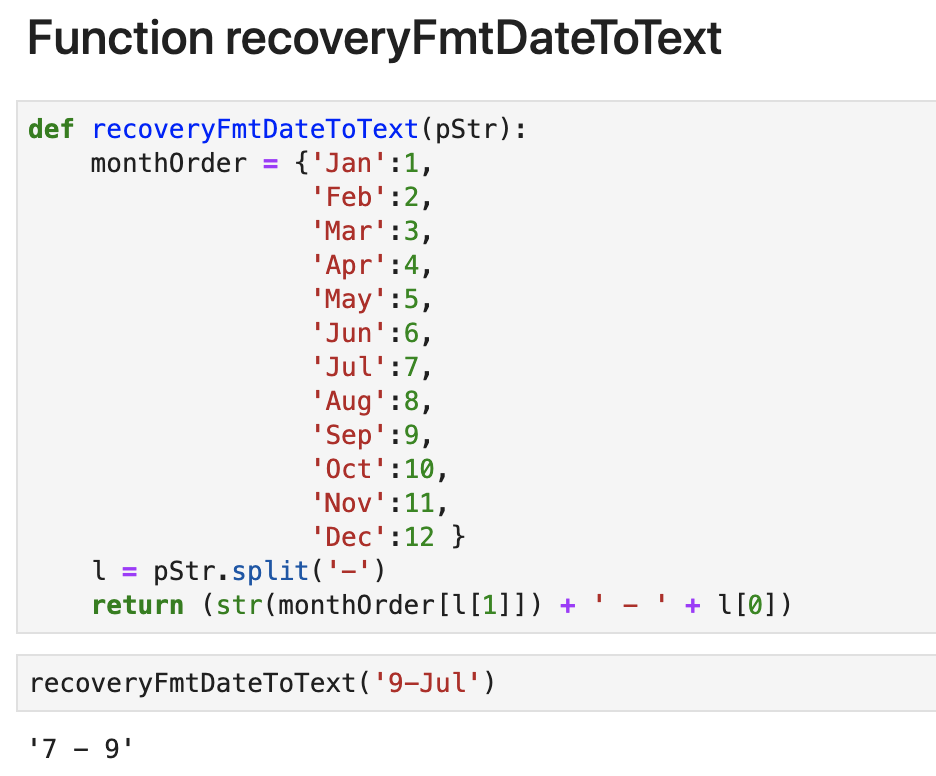 Function recoveryFmtDateToText
def recoveryFmtDateToText(pStr):
    monthOrder = {'Jan':1,
                  'Feb':2,
                  'Mar':3,
                  'Apr':4,
                  'May':5,
                  'Jun':6,
                  'Jul':7,
                  'Aug':8,
                  'Sep':9,
                  'Oct':10,
                  'Nov':11,
                  'Dec':12 }
    l = pStr.split('-')
    return (str(monthOrder[l[1]]) + ' - ' + l[0])
recoveryFmtDateToText('9-Jul')
'7 - 9'